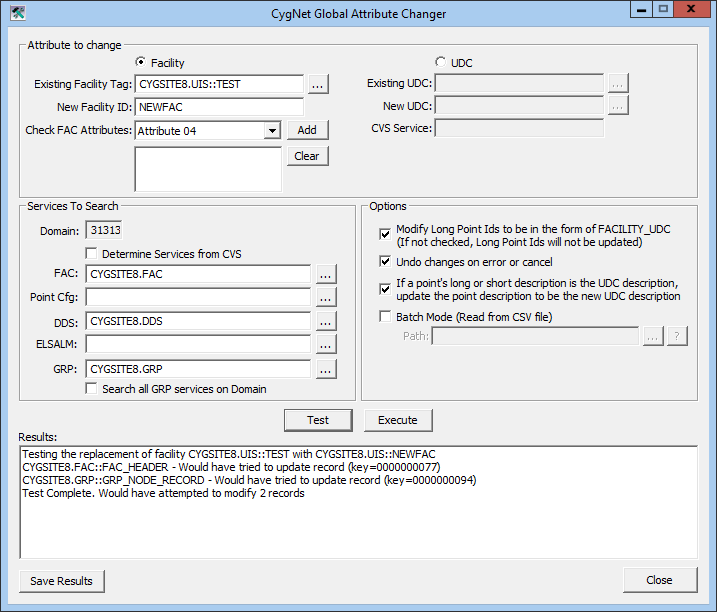 CygNet Global Attribute Changer
Attribute to change
Facility
UDC
Existing Facility Tag: CYGSITE8.UIS::TEST ...
Existing UDC: ...
New Facility ID: NEWFAC
New UDC: ...
Check FAC Attributes: Attribute 04 Add
CVS Service:
Clear
Services To Search
Domain: 31313
Determine Services from CVS
FAC: CYGSITE8.FAC ...
Point Cfg: ...
DDS: CYGSITE8.DDS ...
ELSALM: ...
GRP: CYGSITE8.GRP ...
Search all GRP services on Domain
Options
Modify Long Point Ids to be in the form of FACILITY_UDC
(If not checked, Long Point Ids will not be updated)
Undo changes on error or cancel
If a point's long or short description is the UDC description,
update the point description to be the new UDC description
Batch Mode (Read from CSV file)
Path: ... ?
Test Execute
Results:
Testing the replacement of facility CYGSITE8.UIS::TEST with CYGSITE8.UIS::NEWFAC
CYGSITE8.FAC::FAC_HEADER - Would have tried to update record (key=0000000077)
CYGSITE8.GRP::GRP_NODE_RECORD - Would have tried to update record (key=0000000094)
Test Complete. Would have attempted to modify 2 records
Save Results
Close